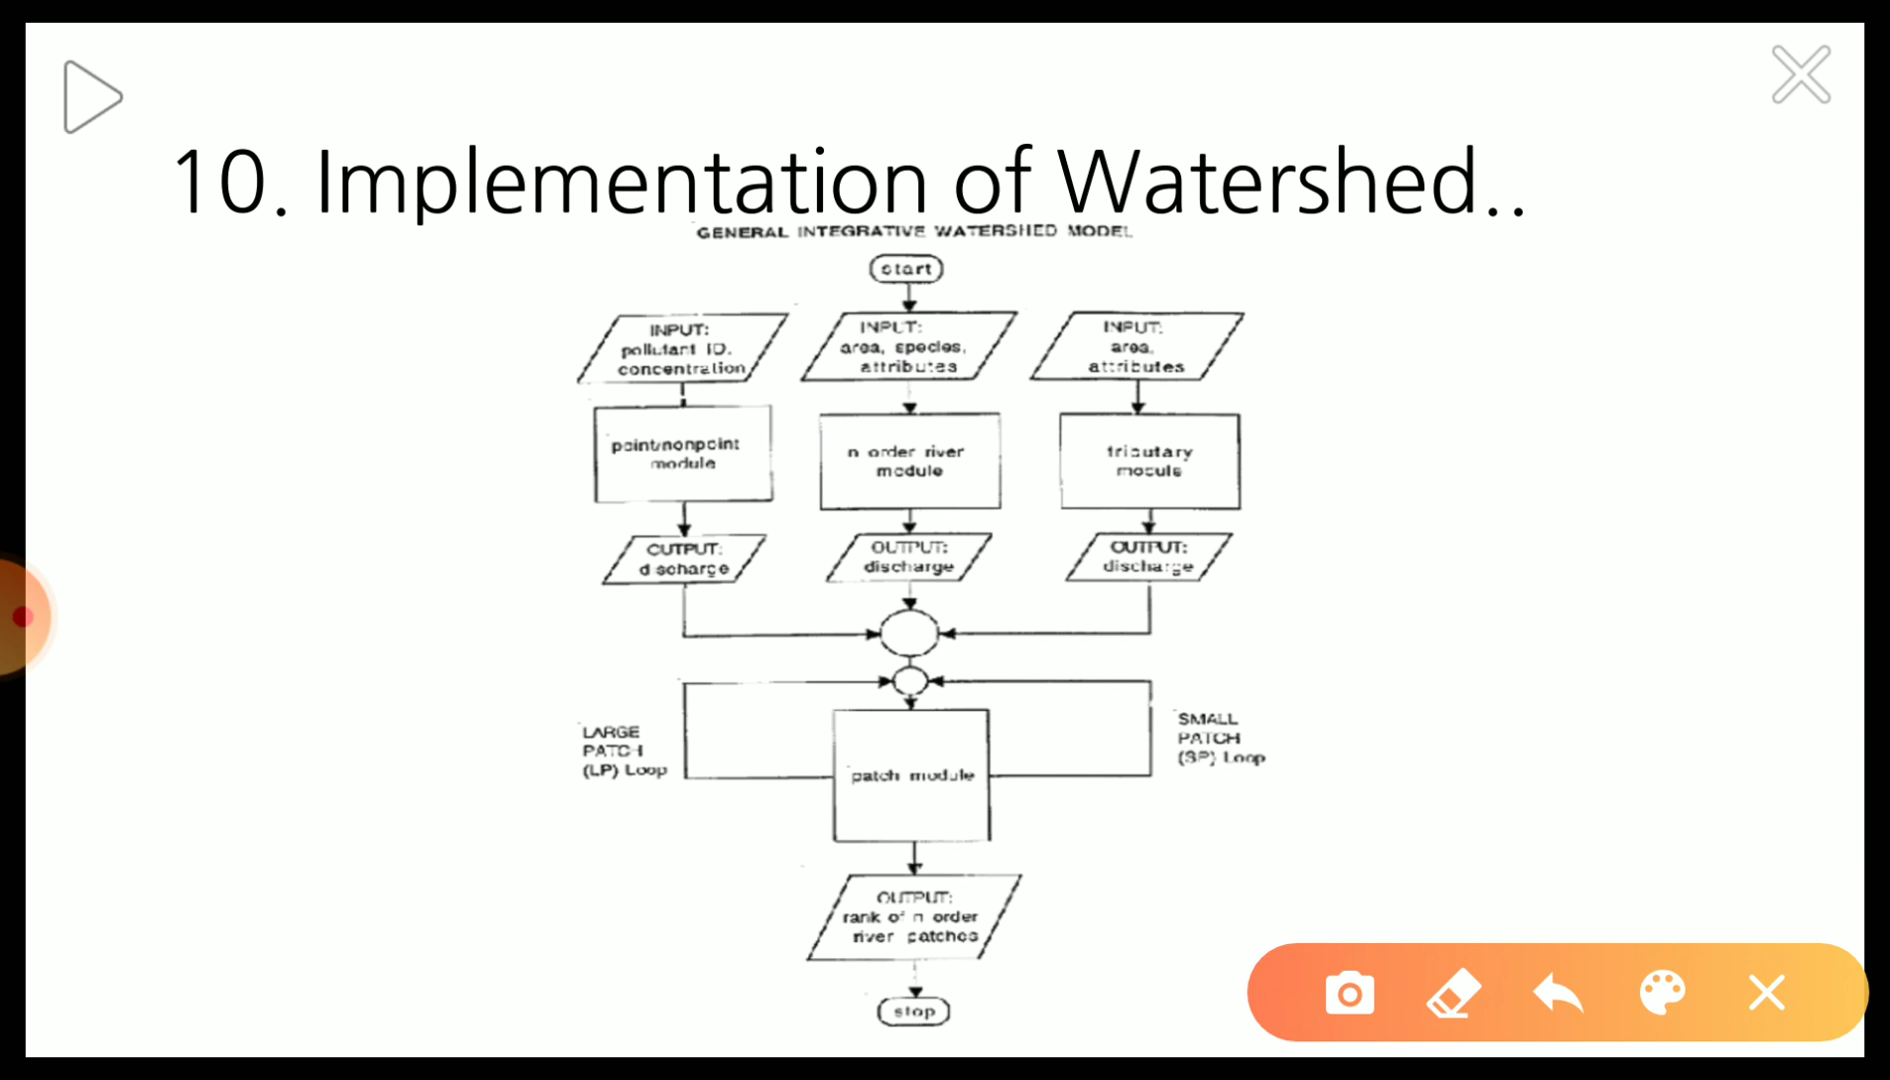 10. Implementation of Watershed..
GENERAL INTEGRATIVE WATERSHED MODEL
start
INPUT:
pollutant ID.
concentration
INPUT:
area, species,
attributes
INPUT:
area,
attributes
point/nonpoint
module
n order river
module
tributary
module
OUTPUT:
discharge
OUTPUT:
discharge
OUTPUT:
discharge
LARGE
PATCH
(LP) Loop
patch module
SMALL
PATCH
(SP) Loop
OUTPUT:
rank of n order
river patches
stop